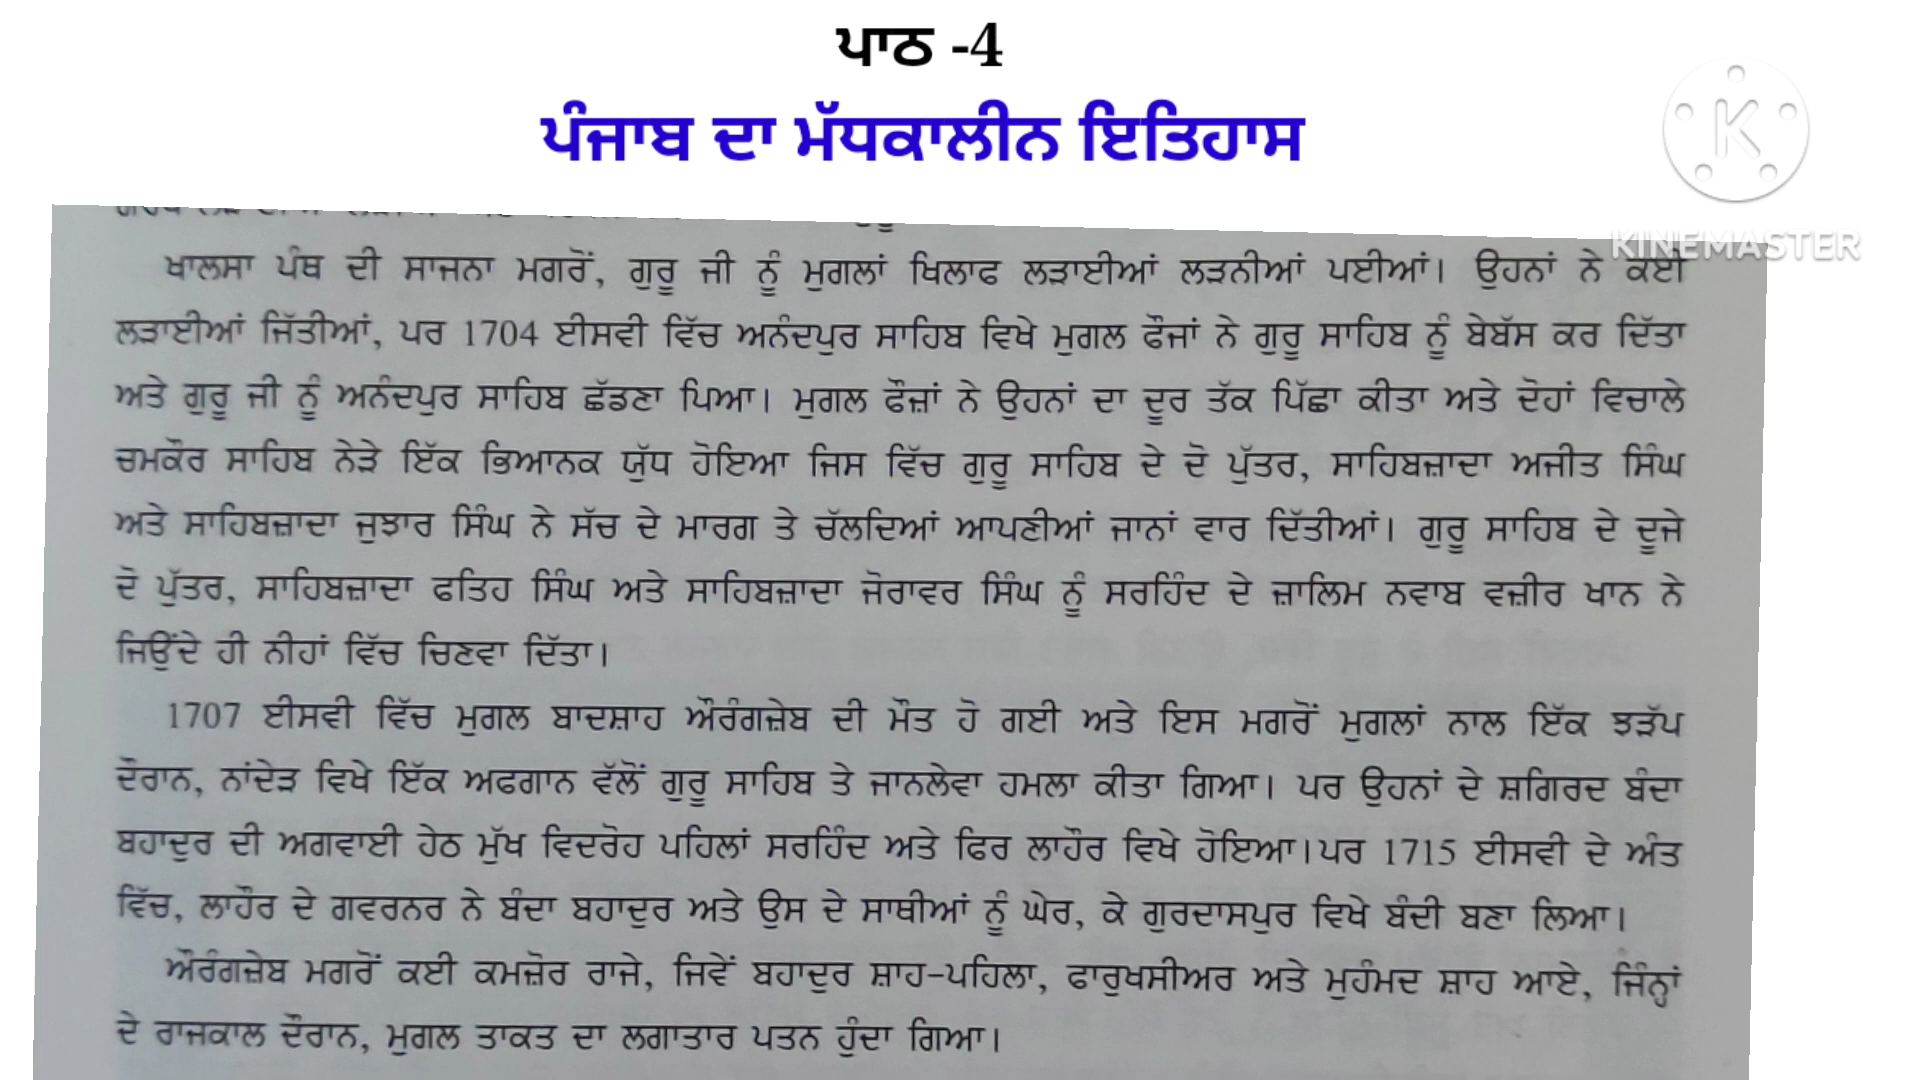 ਪਾਠ -4
ਪੰਜਾਬ ਦਾ ਮੱਧਕਾਲੀਨ ਇਤਿਹਾਸ
K
KINEMASTER
ਖਾਲਸਾ ਪੰਥ ਦੀ ਸਾਜਨਾ ਮਗਰੋਂ, ਗੁਰੂ ਜੀ ਨੂੰ ਮੁਗਲਾਂ ਖਿਲਾਫ ਲੜਾਈਆਂ ਲੜਨੀਆਂ ਪਈਆਂ। ਉਹਨਾਂ ਨੇ ਕਈ
ਲੜਾਈਆਂ ਜਿੱਤੀਆਂ, ਪਰ 1704 ਈਸਵੀ ਵਿੱਚ ਅਨੰਦਪੁਰ ਸਾਹਿਬ ਵਿਖੇ ਮੁਗਲ ਫੌਜਾਂ ਨੇ ਗੁਰੂ ਸਾਹਿਬ ਨੂੰ ਬੇਬੱਸ ਕਰ ਦਿੱਤਾ
ਅਤੇ ਗੁਰੂ ਜੀ ਨੂੰ ਅਨੰਦਪੁਰ ਸਾਹਿਬ ਛੱਡਣਾ ਪਿਆ। ਮੁਗਲ ਫੌਜ਼ਾਂ ਨੇ ਉਹਨਾਂ ਦਾ ਦੂਰ ਤੱਕ ਪਿੱਛਾ ਕੀਤਾ ਅਤੇ ਦੋਹਾਂ ਵਿਚਾਲੇ
ਚਮਕੌਰ ਸਾਹਿਬ ਨੇੜੇ ਇੱਕ ਭਿਆਨਕ ਯੁੱਧ ਹੋਇਆ ਜਿਸ ਵਿੱਚ ਗੁਰੂ ਸਾਹਿਬ ਦੇ ਦੋ ਪੁੱਤਰ, ਸਾਹਿਬਜ਼ਾਦਾ ਅਜੀਤ ਸਿੰਘ
ਅਤੇ ਸਾਹਿਬਜ਼ਾਦਾ ਜੁਝਾਰ ਸਿੰਘ ਨੇ ਸੱਚ ਦੇ ਮਾਰਗ ਤੇ ਚੱਲਦਿਆਂ ਆਪਣੀਆਂ ਜਾਨਾਂ ਵਾਰ ਦਿੱਤੀਆਂ। ਗੁਰੂ ਸਾਹਿਬ ਦੇ ਦੂਜੇ
ਦੋ ਪੁੱਤਰ, ਸਾਹਿਬਜ਼ਾਦਾ ਫਤਿਹ ਸਿੰਘ ਅਤੇ ਸਾਹਿਬਜ਼ਾਦਾ ਜੋਰਾਵਰ ਸਿੰਘ ਨੂੰ ਸਰਹਿੰਦ ਦੇ ਜ਼ਾਲਿਮ ਨਵਾਬ ਵਜ਼ੀਰ ਖਾਨ ਨੇ
ਜਿਉਂਦੇ ਹੀ ਨੀਹਾਂ ਵਿੱਚ ਚਿਣਵਾ ਦਿੱਤਾ।
1707 ਈਸਵੀ ਵਿੱਚ ਮੁਗਲ ਬਾਦਸ਼ਾਹ ਔਰੰਗਜ਼ੇਬ ਦੀ ਮੌਤ ਹੋ ਗਈ ਅਤੇ ਇਸ ਮਗਰੋਂ ਮੁਗਲਾਂ ਨਾਲ ਇੱਕ ਝੜੱਪ
ਦੌਰਾਨ, ਨਾਂਦੇੜ ਵਿਖੇ ਇੱਕ ਅਫਗਾਨ ਵੱਲੋਂ ਗੁਰੂ ਸਾਹਿਬ ਤੇ ਜਾਨਲੇਵਾ ਹਮਲਾ ਕੀਤਾ ਗਿਆ। ਪਰ ਉਹਨਾਂ ਦੇ ਸ਼ਗਿਰਦ ਬੰਦਾ
ਬਹਾਦੁਰ ਦੀ ਅਗਵਾਈ ਹੇਠ ਮੁੱਖ ਵਿਦਰੋਹ ਪਹਿਲਾਂ ਸਰਹਿੰਦ ਅਤੇ ਫਿਰ ਲਾਹੌਰ ਵਿਖੇ ਹੋਇਆ।ਪਰ 1715 ਈਸਵੀ ਦੇ ਅੰਤ
ਵਿੱਚ, ਲਾਹੌਰ ਦੇ ਗਵਰਨਰ ਨੇ ਬੰਦਾ ਬਹਾਦੁਰ ਅਤੇ ਉਸ ਦੇ ਸਾਥੀਆਂ ਨੂੰ ਘੇਰ, ਕੇ ਗੁਰਦਾਸਪੁਰ ਵਿਖੇ ਬੰਦੀ ਬਣਾ ਲਿਆ।
ਔਰੰਗਜ਼ੇਬ ਮਗਰੋਂ ਕਈ ਕਮਜ਼ੋਰ ਰਾਜੇ, ਜਿਵੇਂ ਬਹਾਦੁਰ ਸ਼ਾਹ-ਪਹਿਲਾ, ਫਾਰੁਖਸੀਅਰ ਅਤੇ ਮੁਹੰਮਦ ਸ਼ਾਹ ਆਏ, ਜਿੰਨ੍ਹਾਂ
ਦੇ ਰਾਜਕਾਲ ਦੌਰਾਨ, ਮੁਗਲ ਤਾਕਤ ਦਾ ਲਗਾਤਾਰ ਪਤਨ ਹੁੰਦਾ ਗਿਆ।